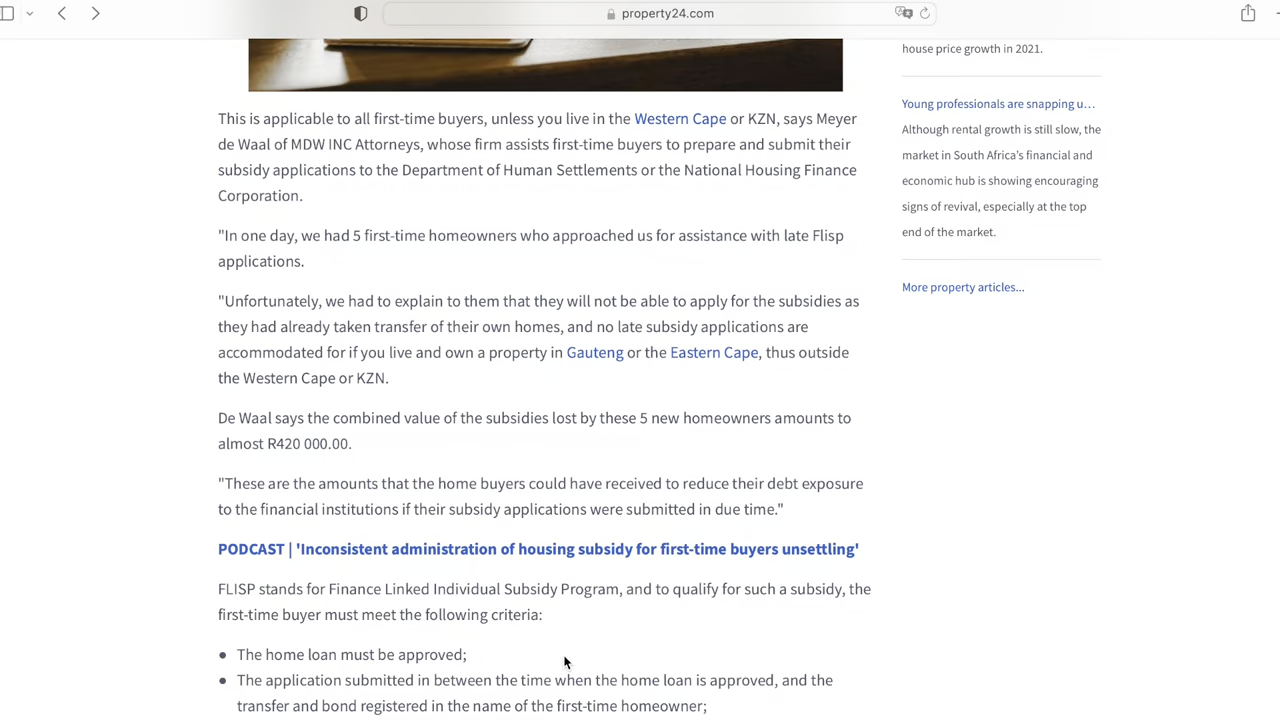 property24.com
This is applicable to all first-time buyers, unless you live in the Western Cape or KZN, says Meyer
de Waal of MDW INC Attorneys, whose firm assists first-time buyers to prepare and submit their
subsidy applications to the Department of Human Settlements or the National Housing Finance
Corporation.
"In one day, we had 5 first-time homeowners who approached us for assistance with late Flisp
applications.
"Unfortunately, we had to explain to them that they will not be able to apply for the subsidies as
they had already taken transfer of their own homes, and no late subsidy applications are
accommodated for if you live and own a property in Gauteng or the Eastern Cape, thus outside
the Western Cape or KZN.
De Waal says the combined value of the subsidies lost by these 5 new homeowners amounts to
almost R420 000.00.
"These are the amounts that the home buyers could have received to reduce their debt exposure
to the financial institutions if their subsidy applications were submitted in due time."
PODCAST | 'Inconsistent administration of housing subsidy for first-time buyers unsettling'
FLISP stands for Finance Linked Individual Subsidy Program, and to qualify for such a subsidy, the
first-time buyer must meet the following criteria:
● The home loan must be approved;
● The application submitted in between the time when the home loan is approved, and the
transfer and bond registered in the name of the first-time homeowner;
house price growth in 2021.
Young professionals are snapping u...
Although rental growth is still slow, the
market in South Africa's financial and
economic hub is showing encouraging
signs of revival, especially at the top
end of the market.
More property articles...